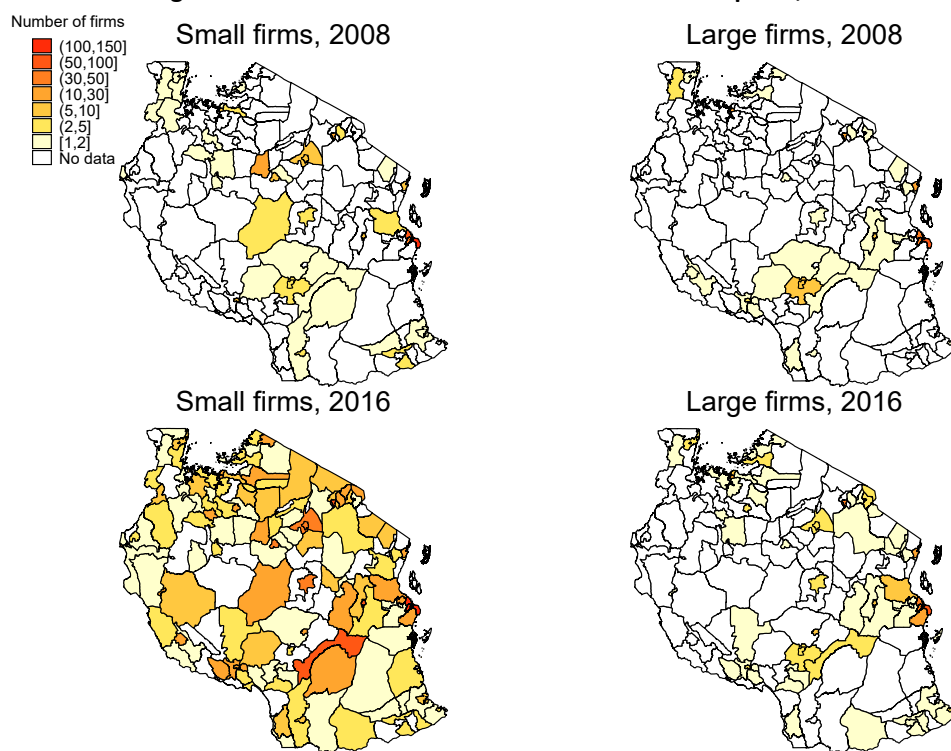 Number of firms
(100,150]
(50,100]
(30,50]
(10,30]
(5,10]
(2,5]
[1,2]
No data
Small firms, 2008
Large firms, 2008
Small firms, 2016
Large firms, 2016